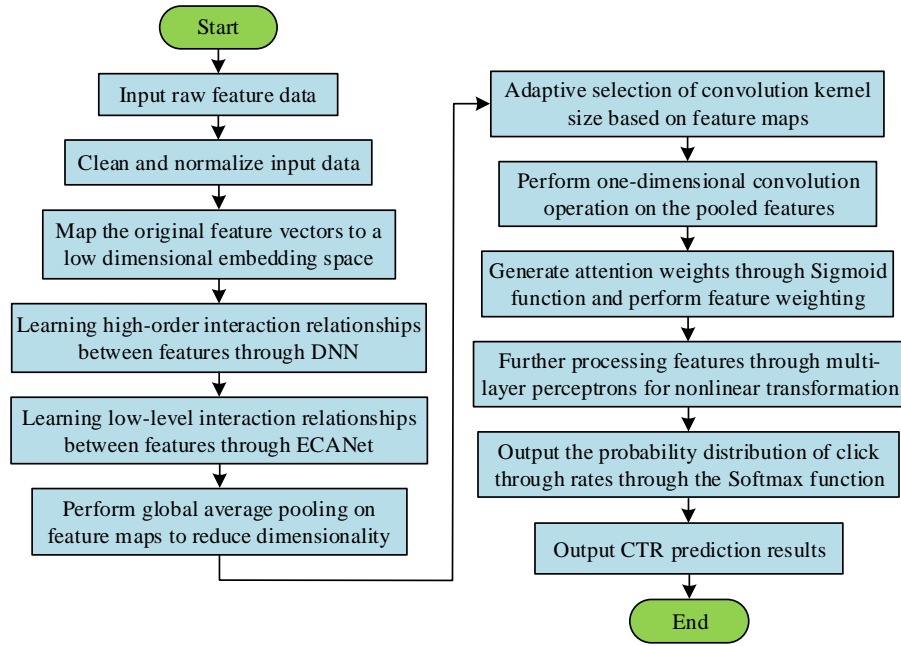 Start
Input raw feature data
Clean and normalize input data
Map the original feature vectors to a
low dimensional embedding space
Learning high-order interaction relationships
between features through DNN
Learning low-level interaction relationships
between features through ECANet
Perform global average pooling on
feature maps to reduce dimensionality
Adaptive selection of convolution kernel
size based on feature maps
Perform one-dimensional convolution
operation on the pooled features
Generate attention weights through Sigmoid
function and perform feature weighting
Further processing features through multi-
layer perceptrons for nonlinear transformation
Output the probability distribution of click
through rates through the Softmax function
Output CTR prediction results
End